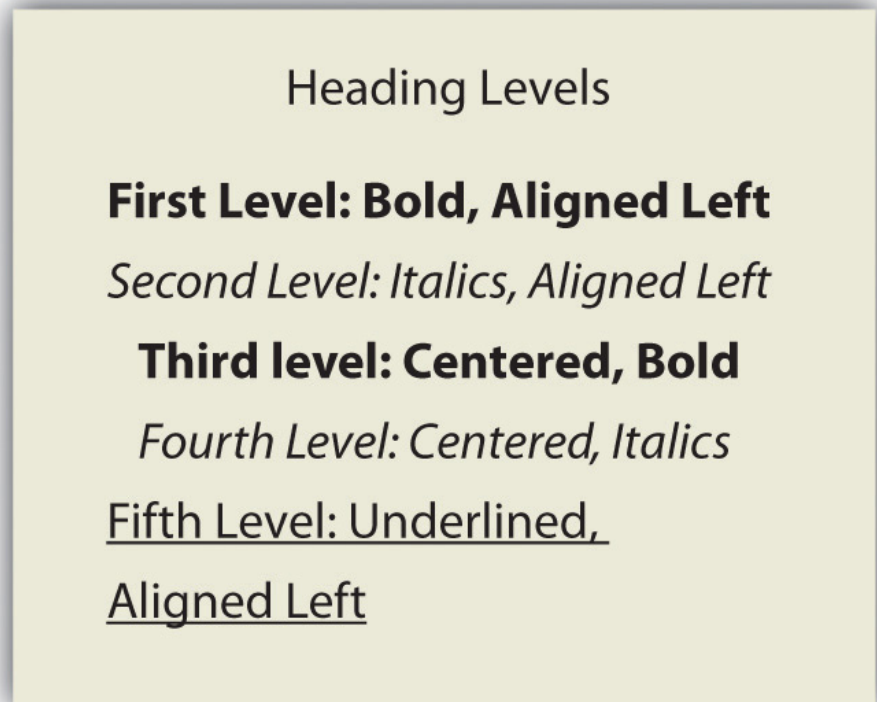 Heading Levels
First Level: Bold, Aligned Left
Second Level: Italics, Aligned Left
Third level: Centered, Bold
Fourth Level: Centered, Italics
Fifth Level: Underlined,
Aligned Left